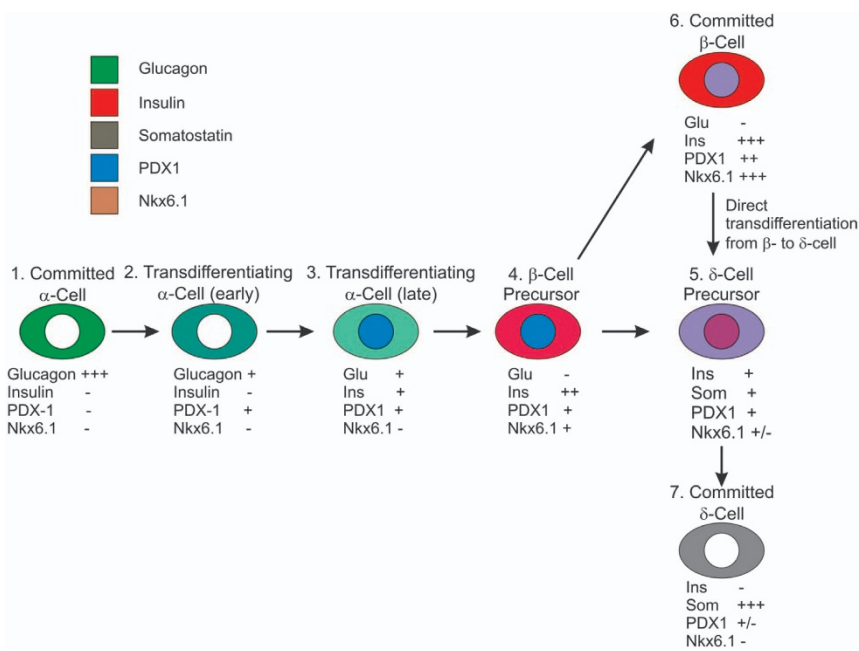 Glucagon
Insulin
Somatostatin
PDX1
Nkx6.1
1. Committed
α-Cell
Glucagon +++
Insulin -
PDX-1 -
Nkx6.1 -
2. Transdifferentiating
α-Cell (early)
Glucagon +
Insulin -
PDX-1 +
Nkx6.1 -
3. Transdifferentiating
α-Cell (late)
Glu +
Ins +
PDX1 +
Nkx6.1 -
4. β-Cell
Precursor
Glu -
Ins ++
PDX1 +
Nkx6.1 +
6. Committed
β-Cell
Glu -
Ins +++
PDX1 ++
Nkx6.1 +++
Direct
transdifferentiation
from β- to δ-cell
5. δ-Cell
Precursor
Ins +
Som +
PDX1 +
Nkx6.1 +/-
7. Committed
δ-Cell
Ins -
Som +++
PDX1 +/-
Nkx6.1 -